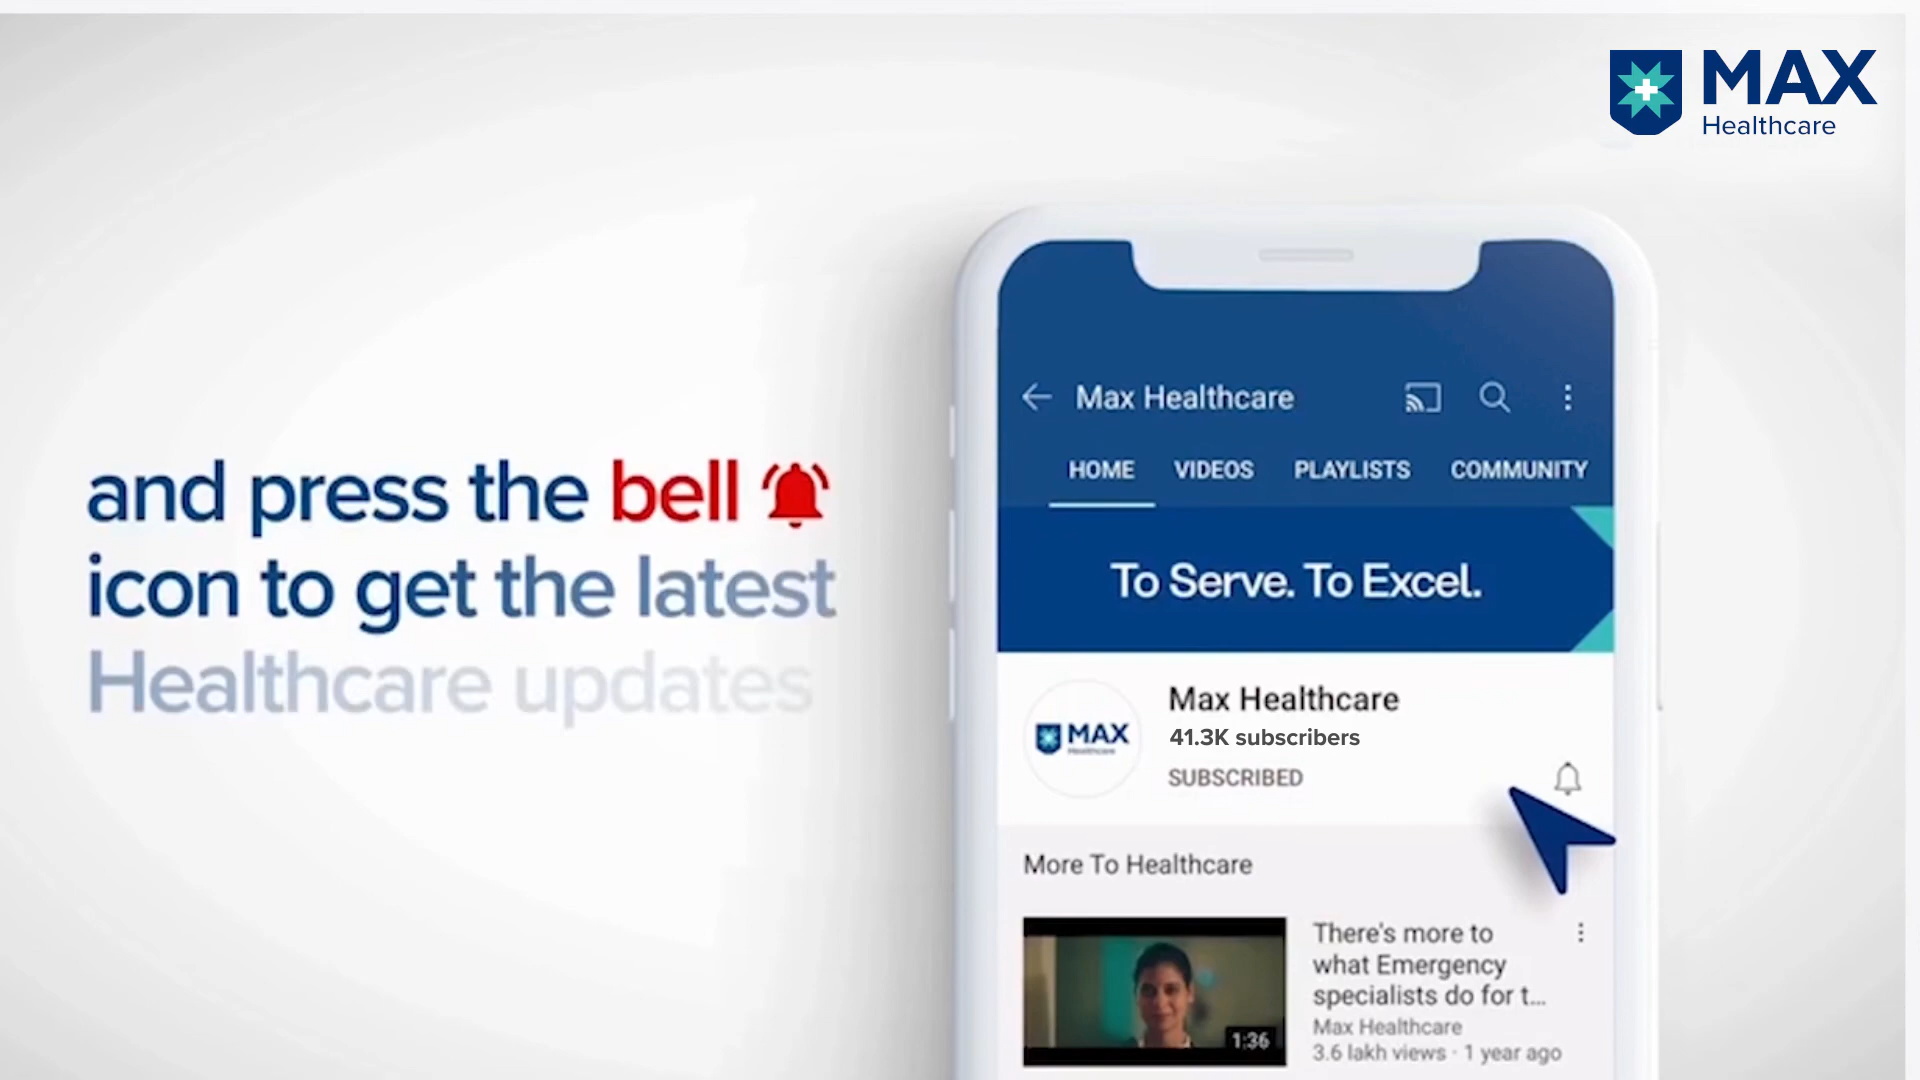 MAX
Healthcare
and press the bell
icon to get the latest
Healthcare updates
Max Healthcare
HOME VIDEOS PLAYLISTS COMMUNITY
To Serve. To Excel.
MAX
Healthcare
Max Healthcare
41.3K subscribers
SUBSCRIBED
More To Healthcare
There's more to
what Emergency
specialists do for t...
Max Healthcare
3.6 lakh views · 1 year ago
1:36